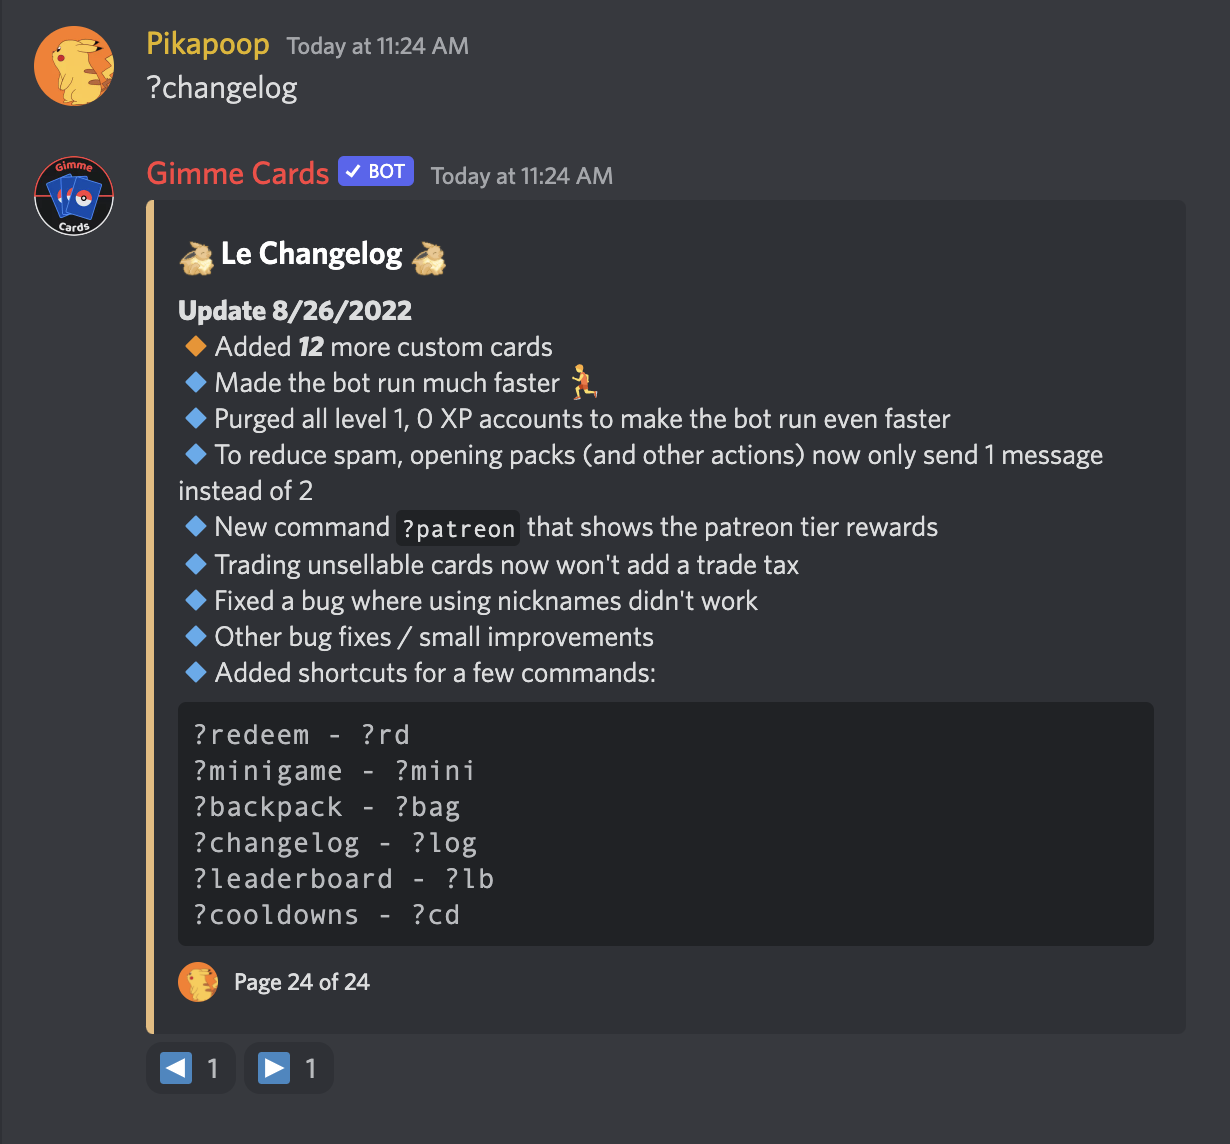 Pikapoop Today at 11:24 AM
?changelog
Gimme
Cards
Gimme Cards BOT Today at 11:24 AM
Le Changelog
Update 8/26/2022
Added 12 more custom cards
Made the bot run much faster
Purged all level 1, 0 XP accounts to make the bot run even faster
To reduce spam, opening packs (and other actions) now only send 1 message
instead of 2
New command ?patreon that shows the patreon tier rewards
Trading unsellable cards now won't add a trade tax
Fixed a bug where using nicknames didn't work
Other bug fixes / small improvements
Added shortcuts for a few commands:
?redeem - ?rd
?minigame - ?mini
?backpack - ?bag
?changelog - ?log
?leaderboard - ?lb
?cooldowns - ?cd
Page 24 of 24
1 1